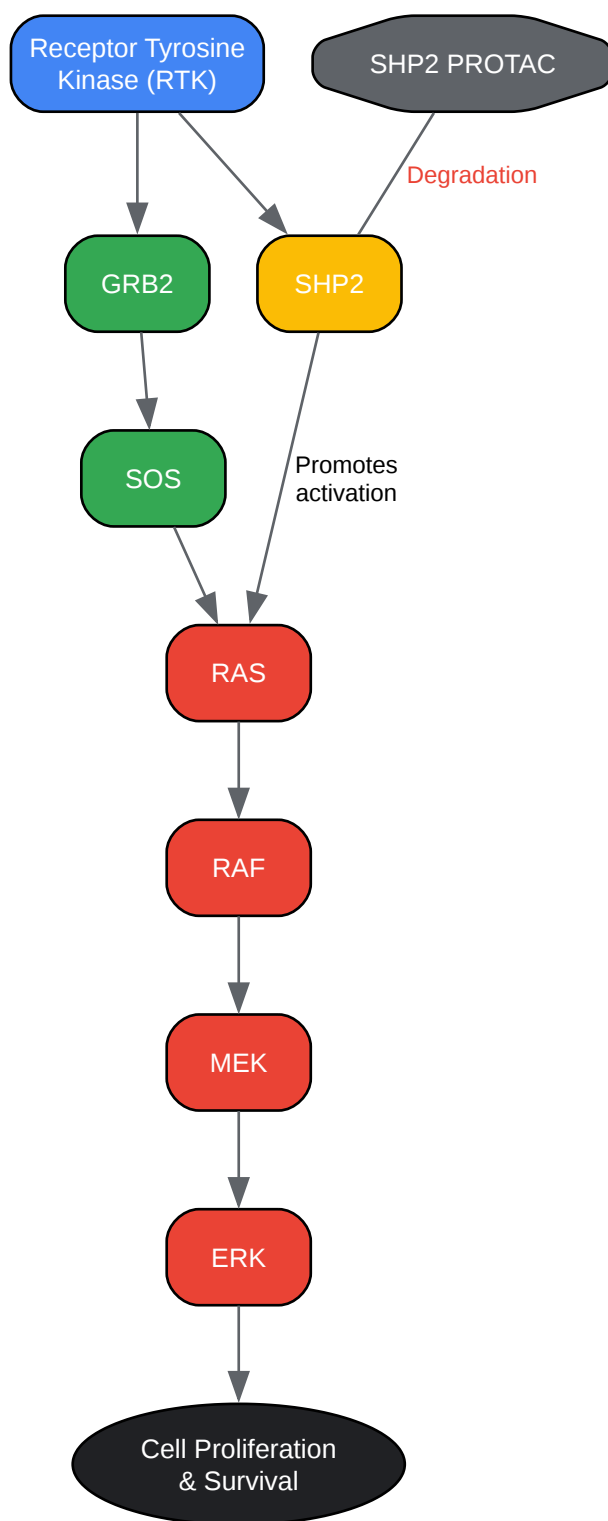 Receptor Tyrosine
Kinase (RTK)
SHP2 PROTAC
Degradation
GRB2
SHP2
SOS
Promotes
activation
RAS
RAF
MEK
ERK
Cell Proliferation
& Survival